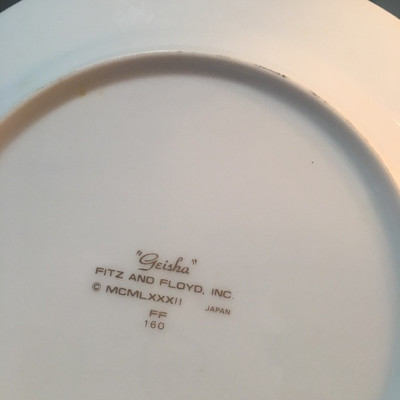 "Geisha"
FITZ AND FLOYD, INC.
© MCMLXXXII JAPAN
FF
160